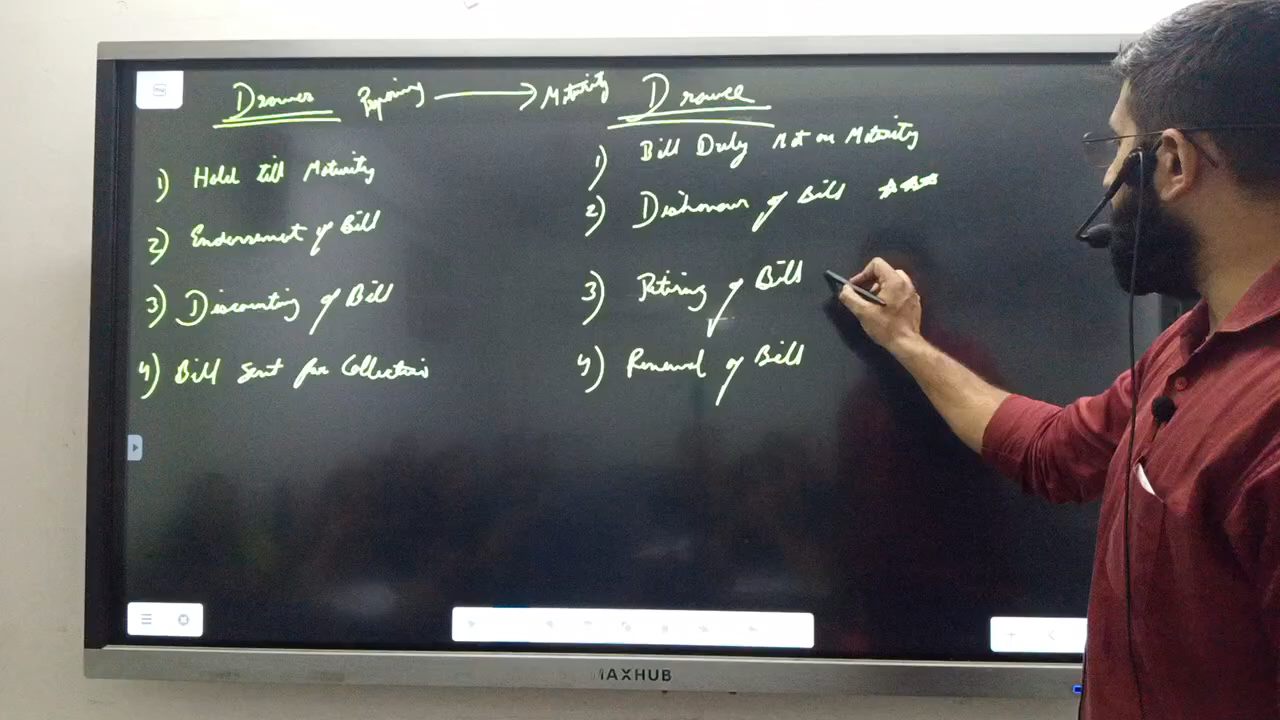 Drawer
Maturity Drawee
1) Hold till Maturity
2) Endorsement of Bill
3) Discounting of Bill
4) Bill Sent for Collection
1) Bill Duly Met on Maturity
2) Dishonour of Bill
3) Retiring of Bill
4) Renewal of Bill
MAXHUB